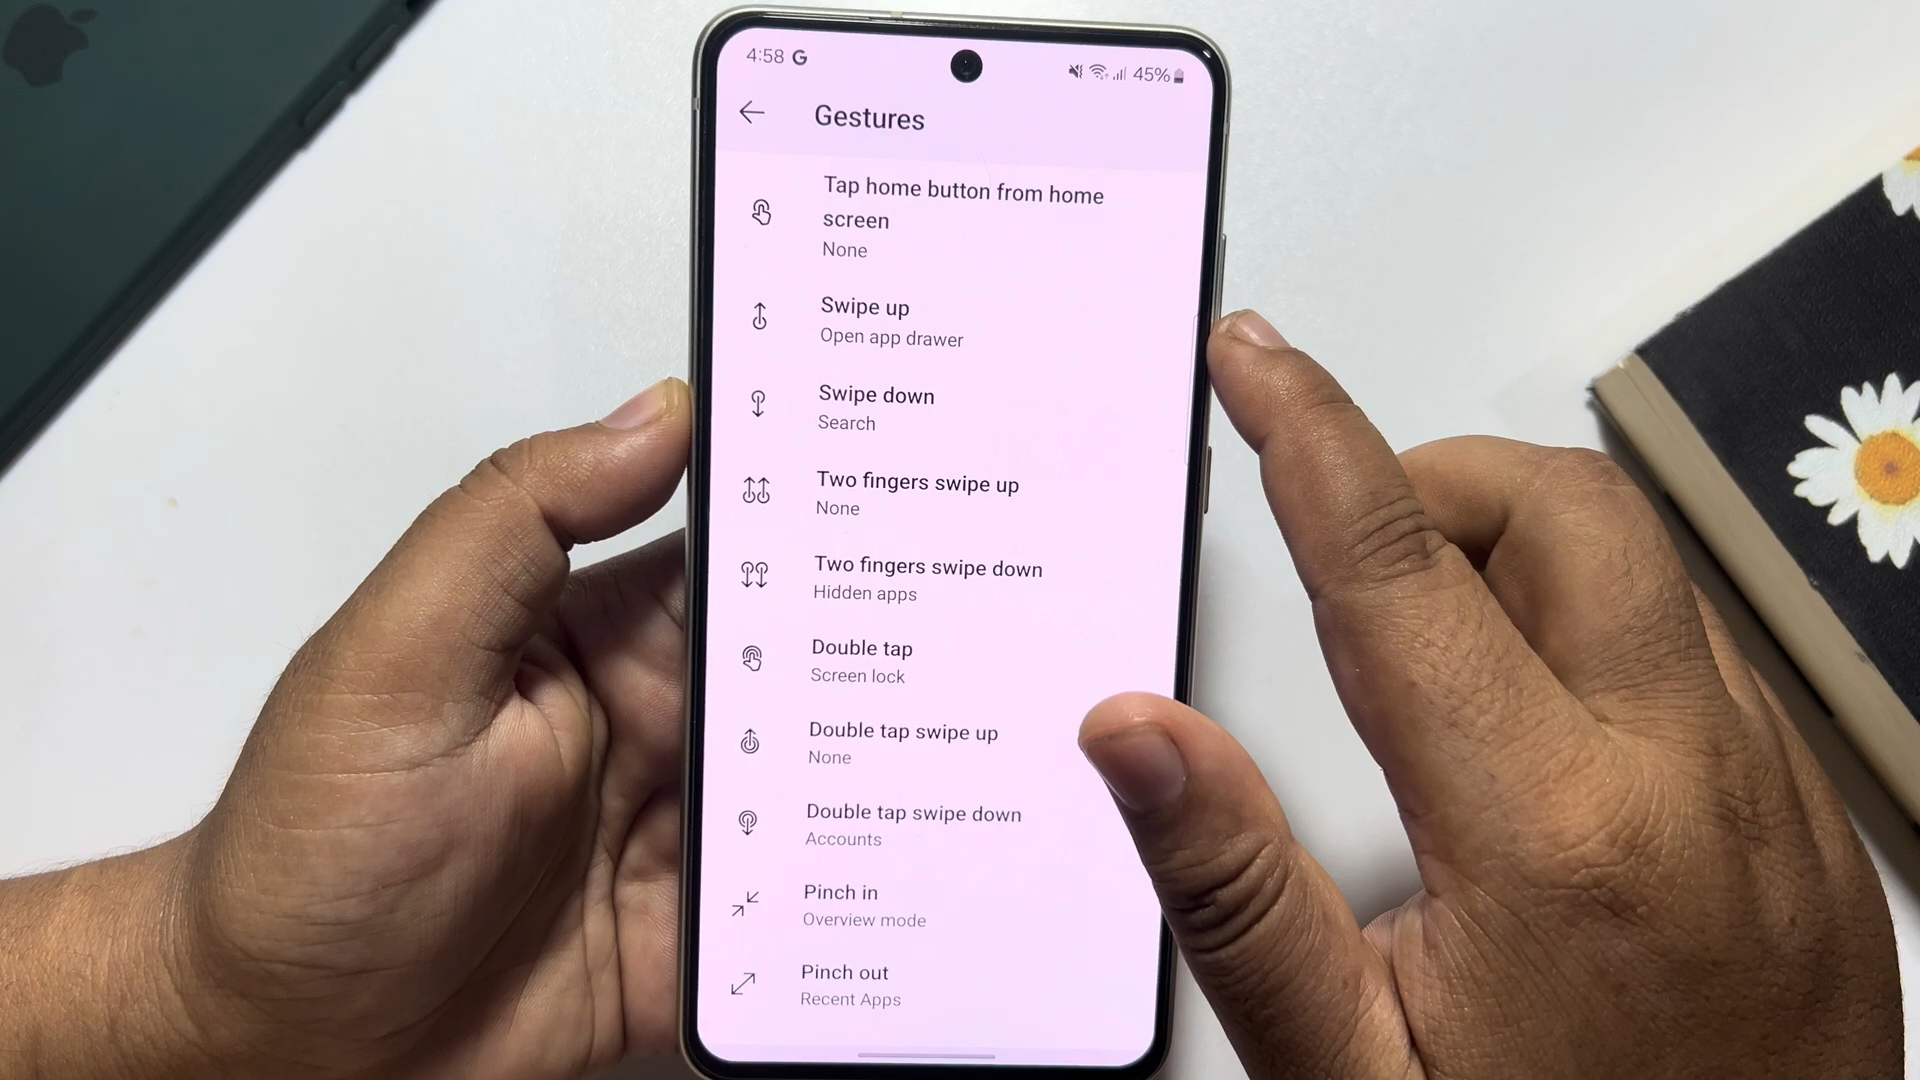 4:58 G
45%
Gestures
Tap home button from home
screen
None
Swipe up
Open app drawer
Swipe down
Search
Two fingers swipe up
None
Two fingers swipe down
Hidden apps
Double tap
Screen lock
Double tap swipe up
None
Double tap swipe down
Accounts
Pinch in
Overview mode
Pinch out
Recent Apps